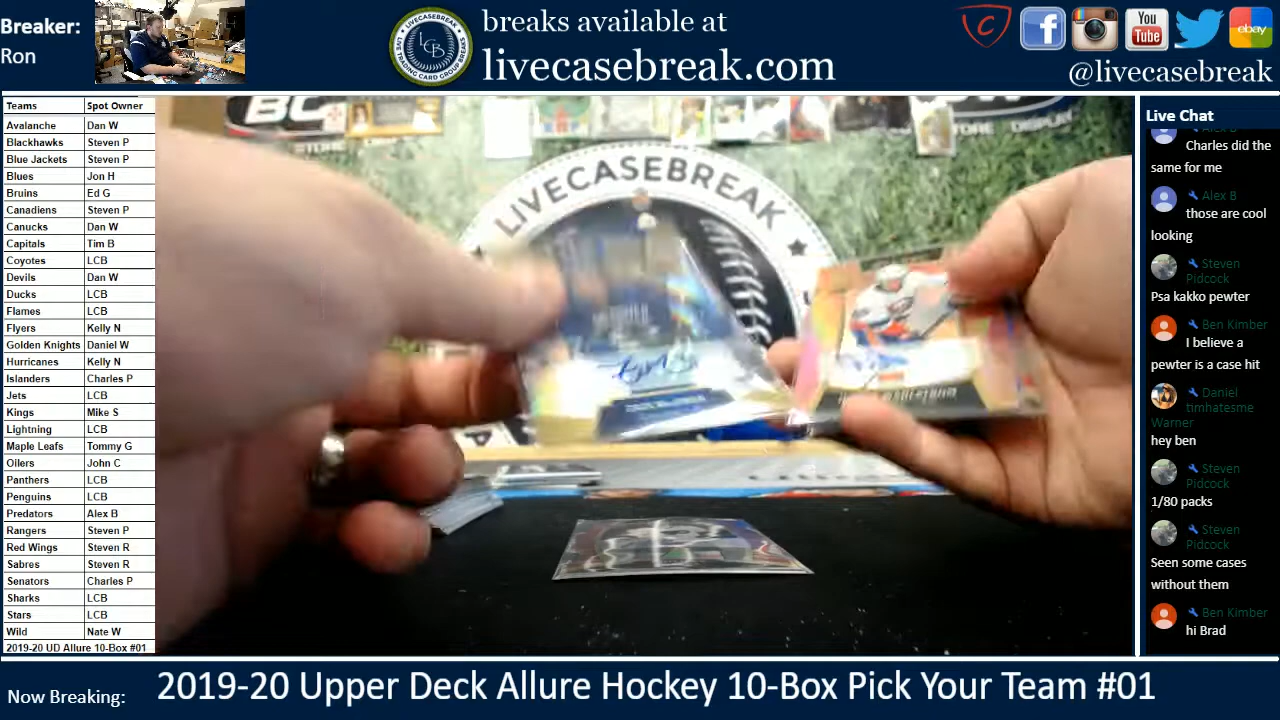 Breaker:
Ron
LIVECASEBREAK
LCB
breaks available at
livecasebreak.com
You
Tube
ebay
@livecasebreak
Teams Spot Owner
Avalanche Dan W
Blackhawks Steven P
Blue Jackets Steven P
Blues Jon H
Bruins Ed G
Canadiens Steven P
Canucks Dan W
Capitals Tim B
Coyotes LCB
Devils Dan W
Ducks LCB
Flames LCB
Flyers Kelly N
Golden Knights Daniel W
Hurricanes Kelly N
Islanders Charles P
Jets LCB
Kings Mike S
Lightning LCB
Maple Leafs Tommy G
Oilers John C
Panthers LCB
Penguins LCB
Predators Alex B
Rangers Steven P
Red Wings Steven R
Sabres Steven R
Senators Charles P
Sharks LCB
Stars LCB
Wild Nate W
2019-20 UD Allure 10-Box #01
LIVECASEBREAK
Live Chat
Alex B
Charles did the
same for me
Alex B
those are cool
looking
Steven
Pidcock
Psa kakko pewter
Ben Kimber
I believe a
pewter is a case hit
Daniel
timhatesme
Warner
hey ben
Steven
Pidcock
1/80 packs
Steven
Pidcock
Seen some cases
without them
Ben Kimber
hi Brad
Now Breaking:
2019-20 Upper Deck Allure Hockey 10-Box Pick Your Team #01